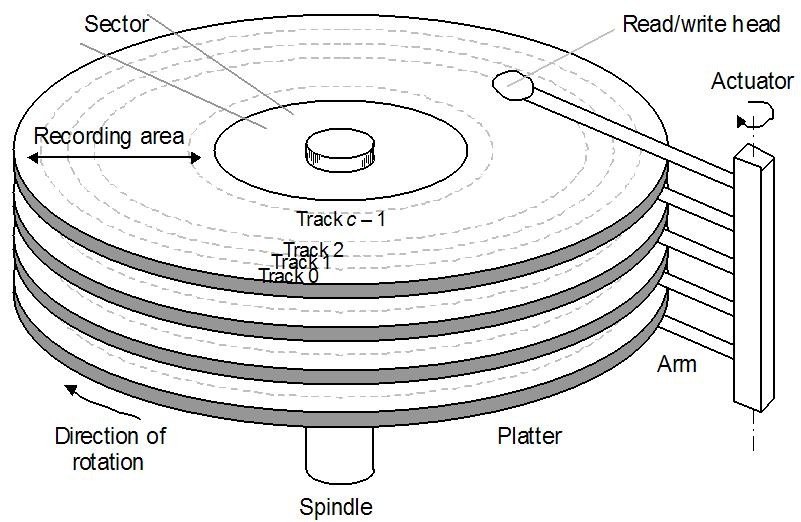 Sector
Read/write head
Actuator
Recording area
Track c – 1
Track 2
Track 1
Track 0
Arm
Direction of
rotation
Platter
Spindle